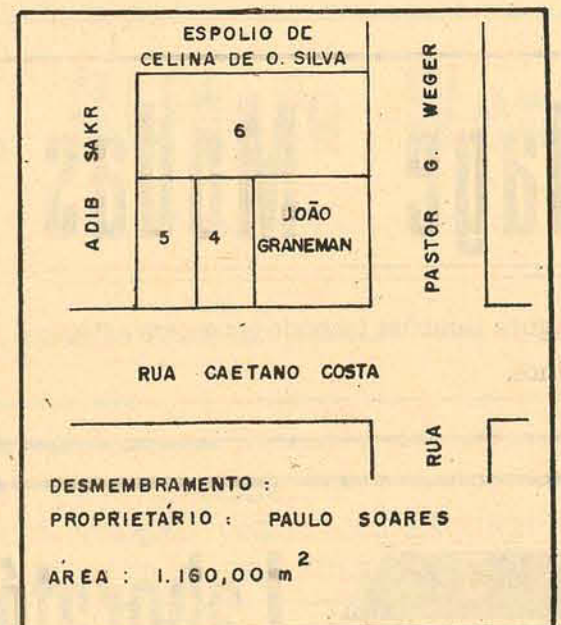 ESPOLIO DE
CELINA DE O. SILVA
ADIB SAKR
6
5
4
JOÃO
GRANEMAN
RUA PASTOR G WEGER
RUA CAETANO COSTA
DESMEMBRAMENTO
PROPRIETÁRIO : PAULO SOARES
ÁREA : 1.160,00 m²